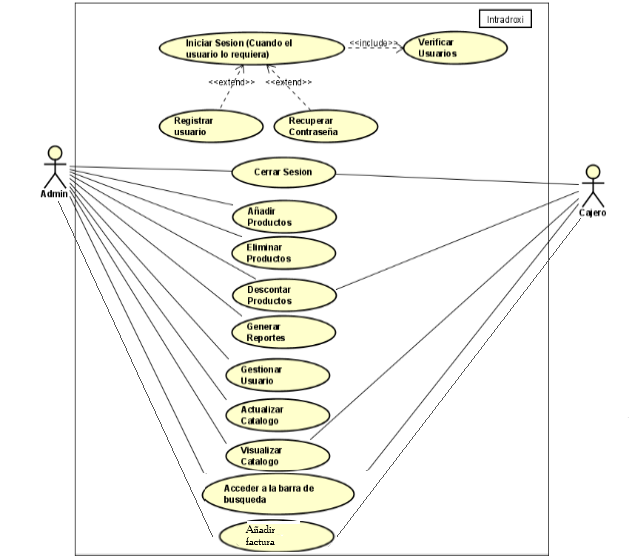 Intradroxi
Iniciar Sesion (Cuando el
usuario lo requiera)
<<include>>
Verificar
Usuarios
<<extend>>
<<extend>>
Registrar
usuario
Recuperar
Contraseña
Cerrar Sesion
Admin
Cajero
Añadir
Productos
Eliminar
Productos
Descontar
Productos
Generar
Reportes
Gestionar
Usuario
Actualizar
Catalogo
Visualizar
Catalogo
Acceder a la barra de
busqueda
Añadir
factura